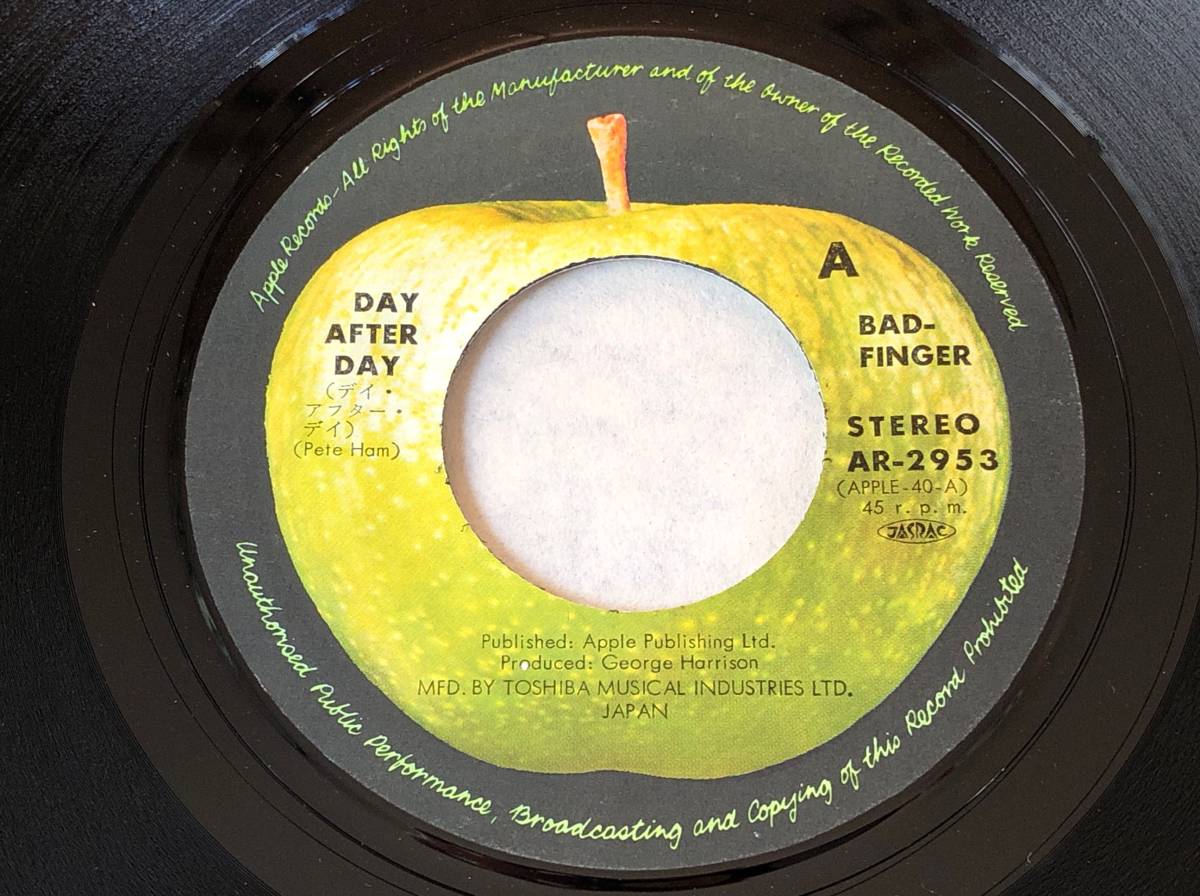 Apple Records-All Rights of the Manufacturer and of the Owner of the Recorded Work Reserved
A
DAY
AFTER
DAY
(デイ・
アフター・
デイ)
(Pete Ham)
BAD-
FINGER
STEREO
AR-2953
(APPLE-40-A)
45 r. p. m.
JASRAC
Published: Apple Publishing Ltd.
Produced: George Harrison
MFD. BY TOSHIBA MUSICAL INDUSTRIES LTD.
JAPAN
Unauthorised Public Performance, Broadcasting and Copying of this Record Prohibited